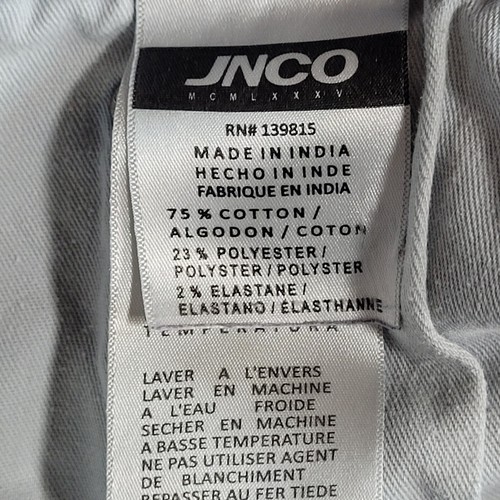 JNCO
MCMLXXXV
RN# 139815
MADE IN INDIA
HECHO IN INDE
FABRIQUE EN INDIA
75 % COTTON /
ALGODON / COTON
23 % POLYESTER /
POLYSTER / POLYSTER
2 % ELASTANE /
ELASTANO / ÉLASTHANNE
TEMPERATURA
LAVER A L'ENVERS
LAVER EN MACHINE
A L'EAU FROIDE
SECHER EN MACHINE
A BASSE TEMPERATURE
NE PAS UTILISER AGENT
DE BLANCHIMENT
REPASSER AU FER TIEDE